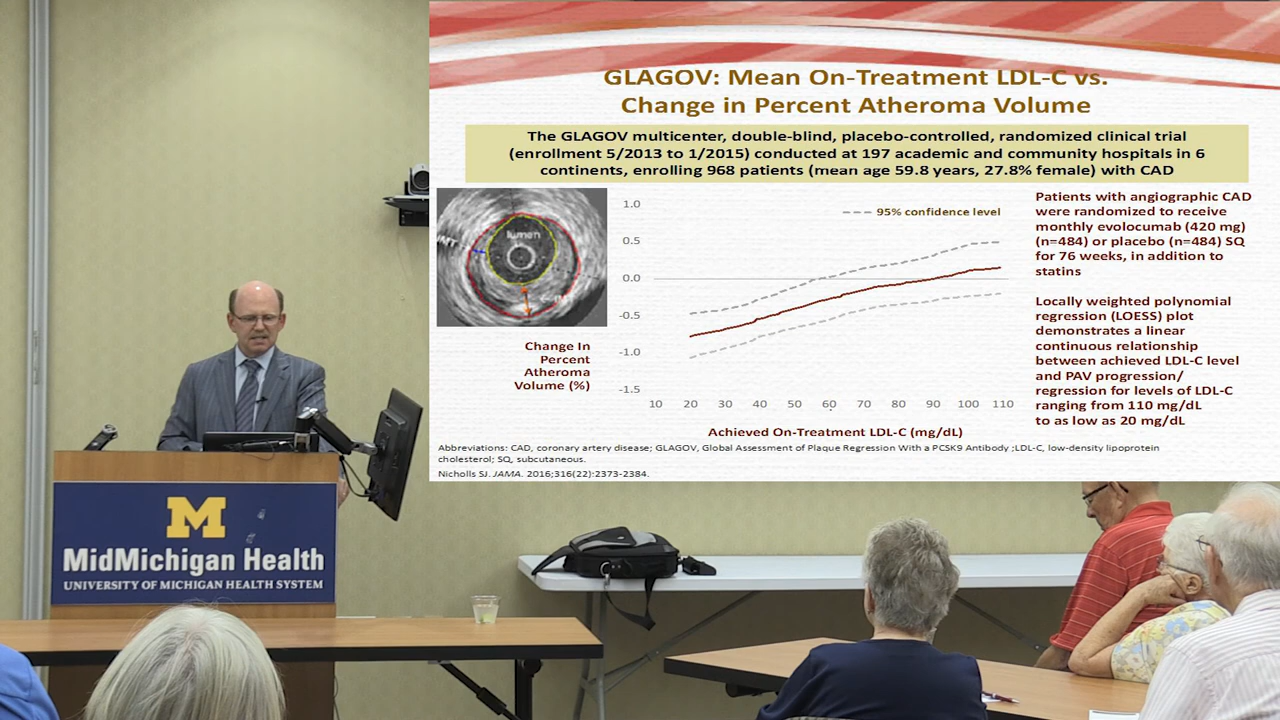 GLAGOV: Mean On-Treatment LDL-C vs.
Change in Percent Atheroma Volume
The GLAGOV multicenter, double-blind, placebo-controlled, randomized clinical trial
(enrollment 5/2013 to 1/2015) conducted at 197 academic and community hospitals in 6
continents, enrolling 968 patients (mean age 59.8 years, 27.8% female) with CAD
lumen
Change In
Percent
Atheroma
Volume (%)
1.0
0.5
0.0
-0.5
-1.0
-1.5
95% confidence level
10 20 30 40 50 60 70 80 90 100 110
Achieved On-Treatment LDL-C (mg/dL)
Patients with angiographic CAD
were randomized to receive
monthly evolocumab (420 mg)
(n=484) or placebo (n=484) SQ
for 76 weeks, in addition to
statins
Locally weighted polynomial
regression (LOESS) plot
demonstrates a linear
continuous relationship
between achieved LDL-C level
and PAV progression/
regression for levels of LDL-C
ranging from 110 mg/dL
to as low as 20 mg/dL
Abbreviations: CAD, coronary artery disease; GLAGOV, Global Assessment of Plaque Regression With a PCSK9 Antibody ;LDL-C, low-density lipoprotein
cholesterol; SQ, subcutaneous.
Nicholls SJ. JAMA. 2016;316(22):2373-2384.
M
MidMichigan Health
UNIVERSITY OF MICHIGAN HEALTH SYSTEM